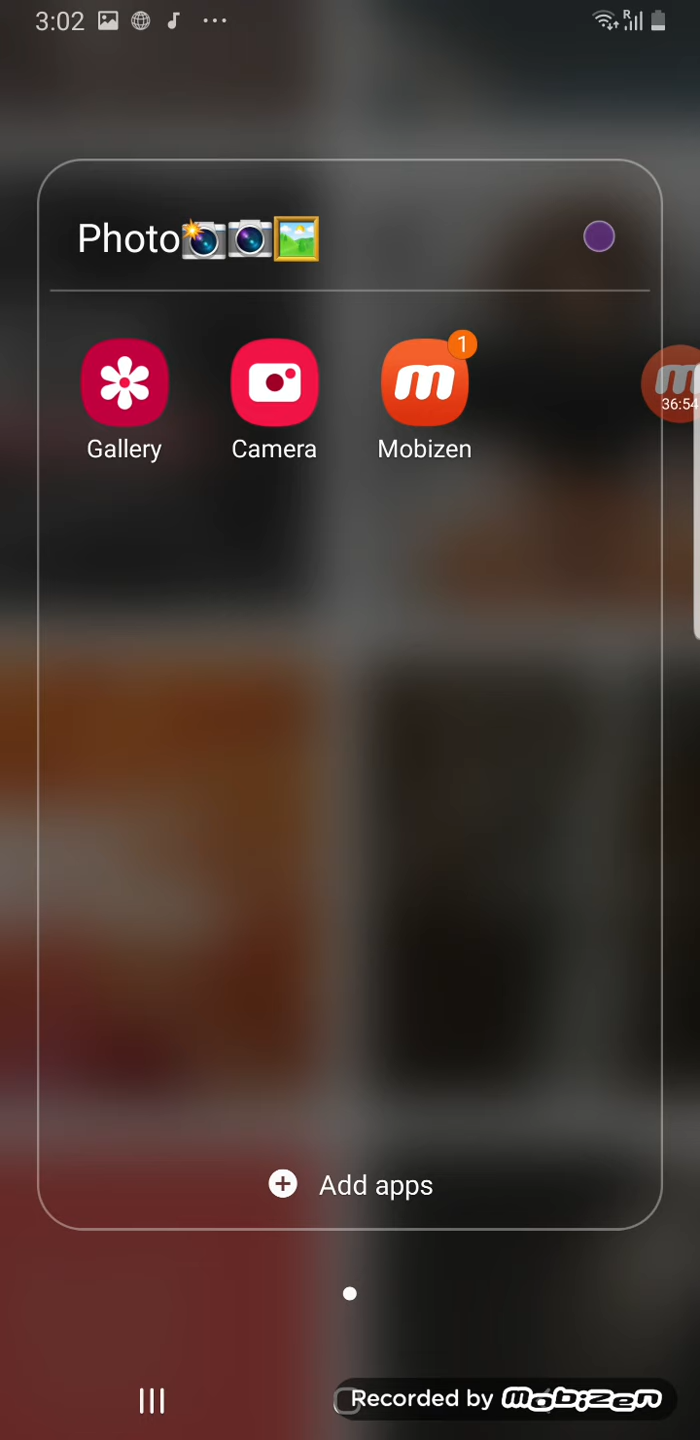 3:02
R
Photo📸📷🖼
1
36:54
Gallery Camera Mobizen
Add apps
Recorded by mobizen